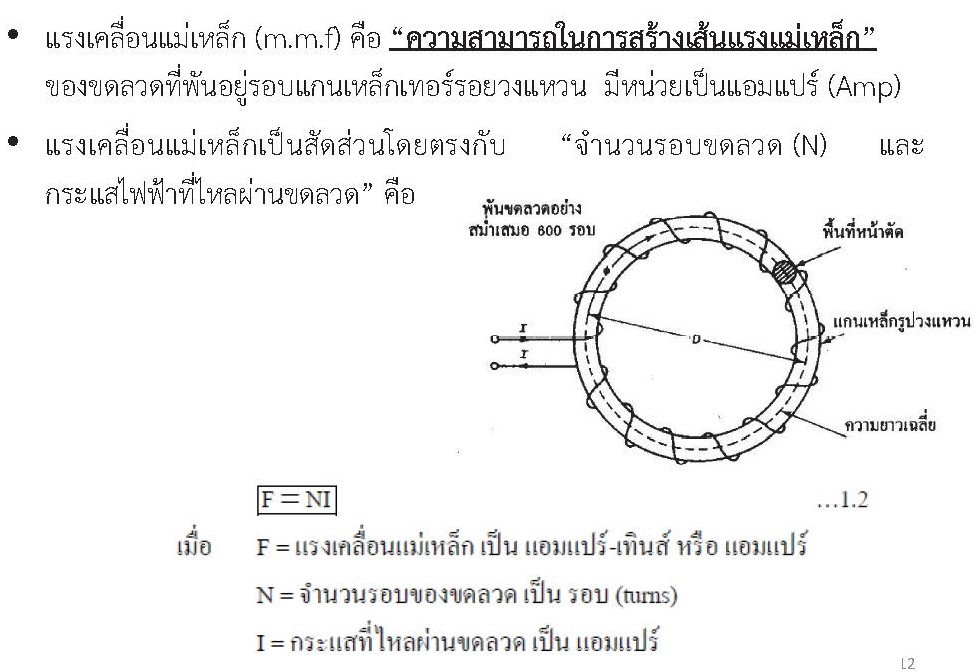 • แรงเคลื่อนแม่เหล็ก (m.m.f) คือ “ความสามารถในการสร้างเส้นแรงแม่เหล็ก”
ของขดลวดที่พันอยู่รอบแกนเหล็กเทอร์รอยวงแหวน มีหน่วยเป็นแอมแปร์ (Amp)
• แรงเคลื่อนแม่เหล็กเป็นสัดส่วนโดยตรงกับ “จำนวนรอบขดลวด (N) และ
กระแสไฟฟ้าที่ไหลผ่านขดลวด” คือ
พันขดลวดอย่าง
สม่ำเสมอ 600 รอบ
พื้นที่หน้าตัด
แกนเหล็กรูปวงแหวน
I
D
I
ความยาวเฉลี่ย
F = NI ...1.2
เมื่อ F = แรงเคลื่อนแม่เหล็ก เป็น แอมแปร์-เทินส์ หรือ แอมแปร์
N = จำนวนรอบของขดลวด เป็น รอบ (turns)
I = กระแสที่ไหลผ่านขดลวด เป็น แอมแปร์
12